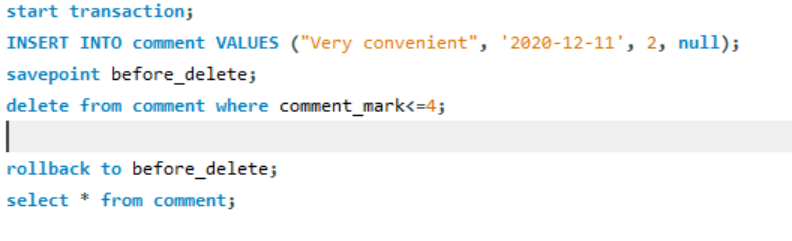 start transaction;
INSERT INTO comment VALUES ("Very convenient", '2020-12-11', 2, null);
savepoint before_delete;
delete from comment where comment_mark<=4;
rollback to before_delete;
select * from comment;